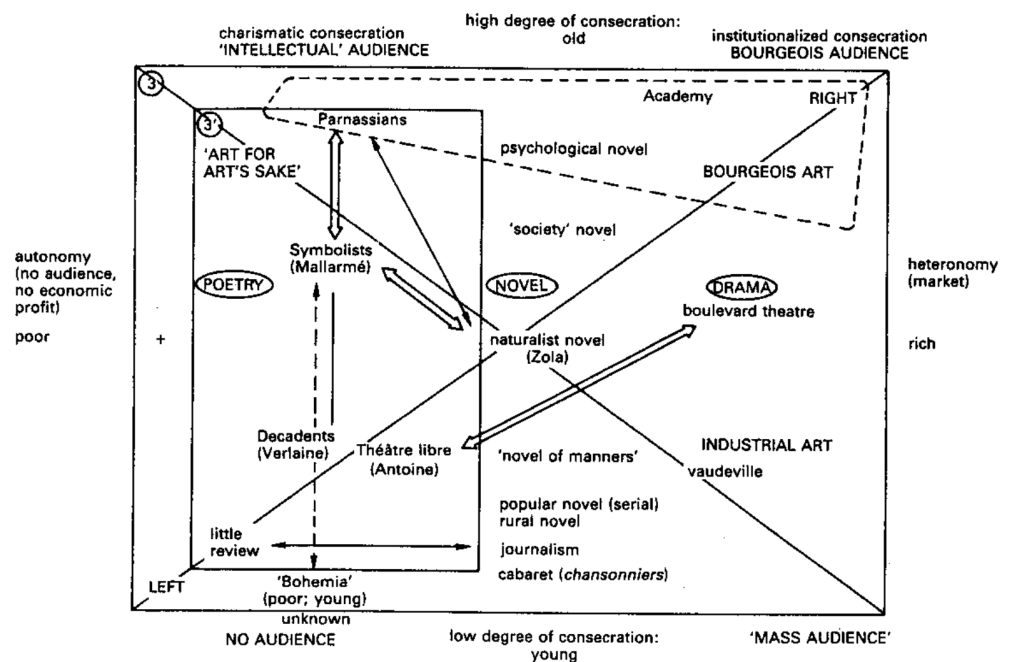 high degree of consecration:
old
charismatic consecration
'INTELLECTUAL' AUDIENCE
institutionalized consecration
BOURGEOIS AUDIENCE
3
Academy
RIGHT
3'
Parnassians
'ART FOR
ART'S SAKE'
psychological novel
BOURGEOIS ART
'society' novel
autonomy
(no audience,
no economic
profit)
poor
Symbolists
(Mallarmé)
POETRY
NOVEL
DRAMA
boulevard theatre
heteronomy
(market)
rich
+
naturalist novel
(Zola)
Decadents
(Verlaine)
Théâtre libre
(Antoine)
'novel of manners'
INDUSTRIAL ART
vaudeville
popular novel (serial)
rural novel
little
review
journalism
cabaret (chansonniers)
LEFT
'Bohemia'
(poor; young)
unknown
NO AUDIENCE
low degree of consecration:
young
'MASS AUDIENCE'